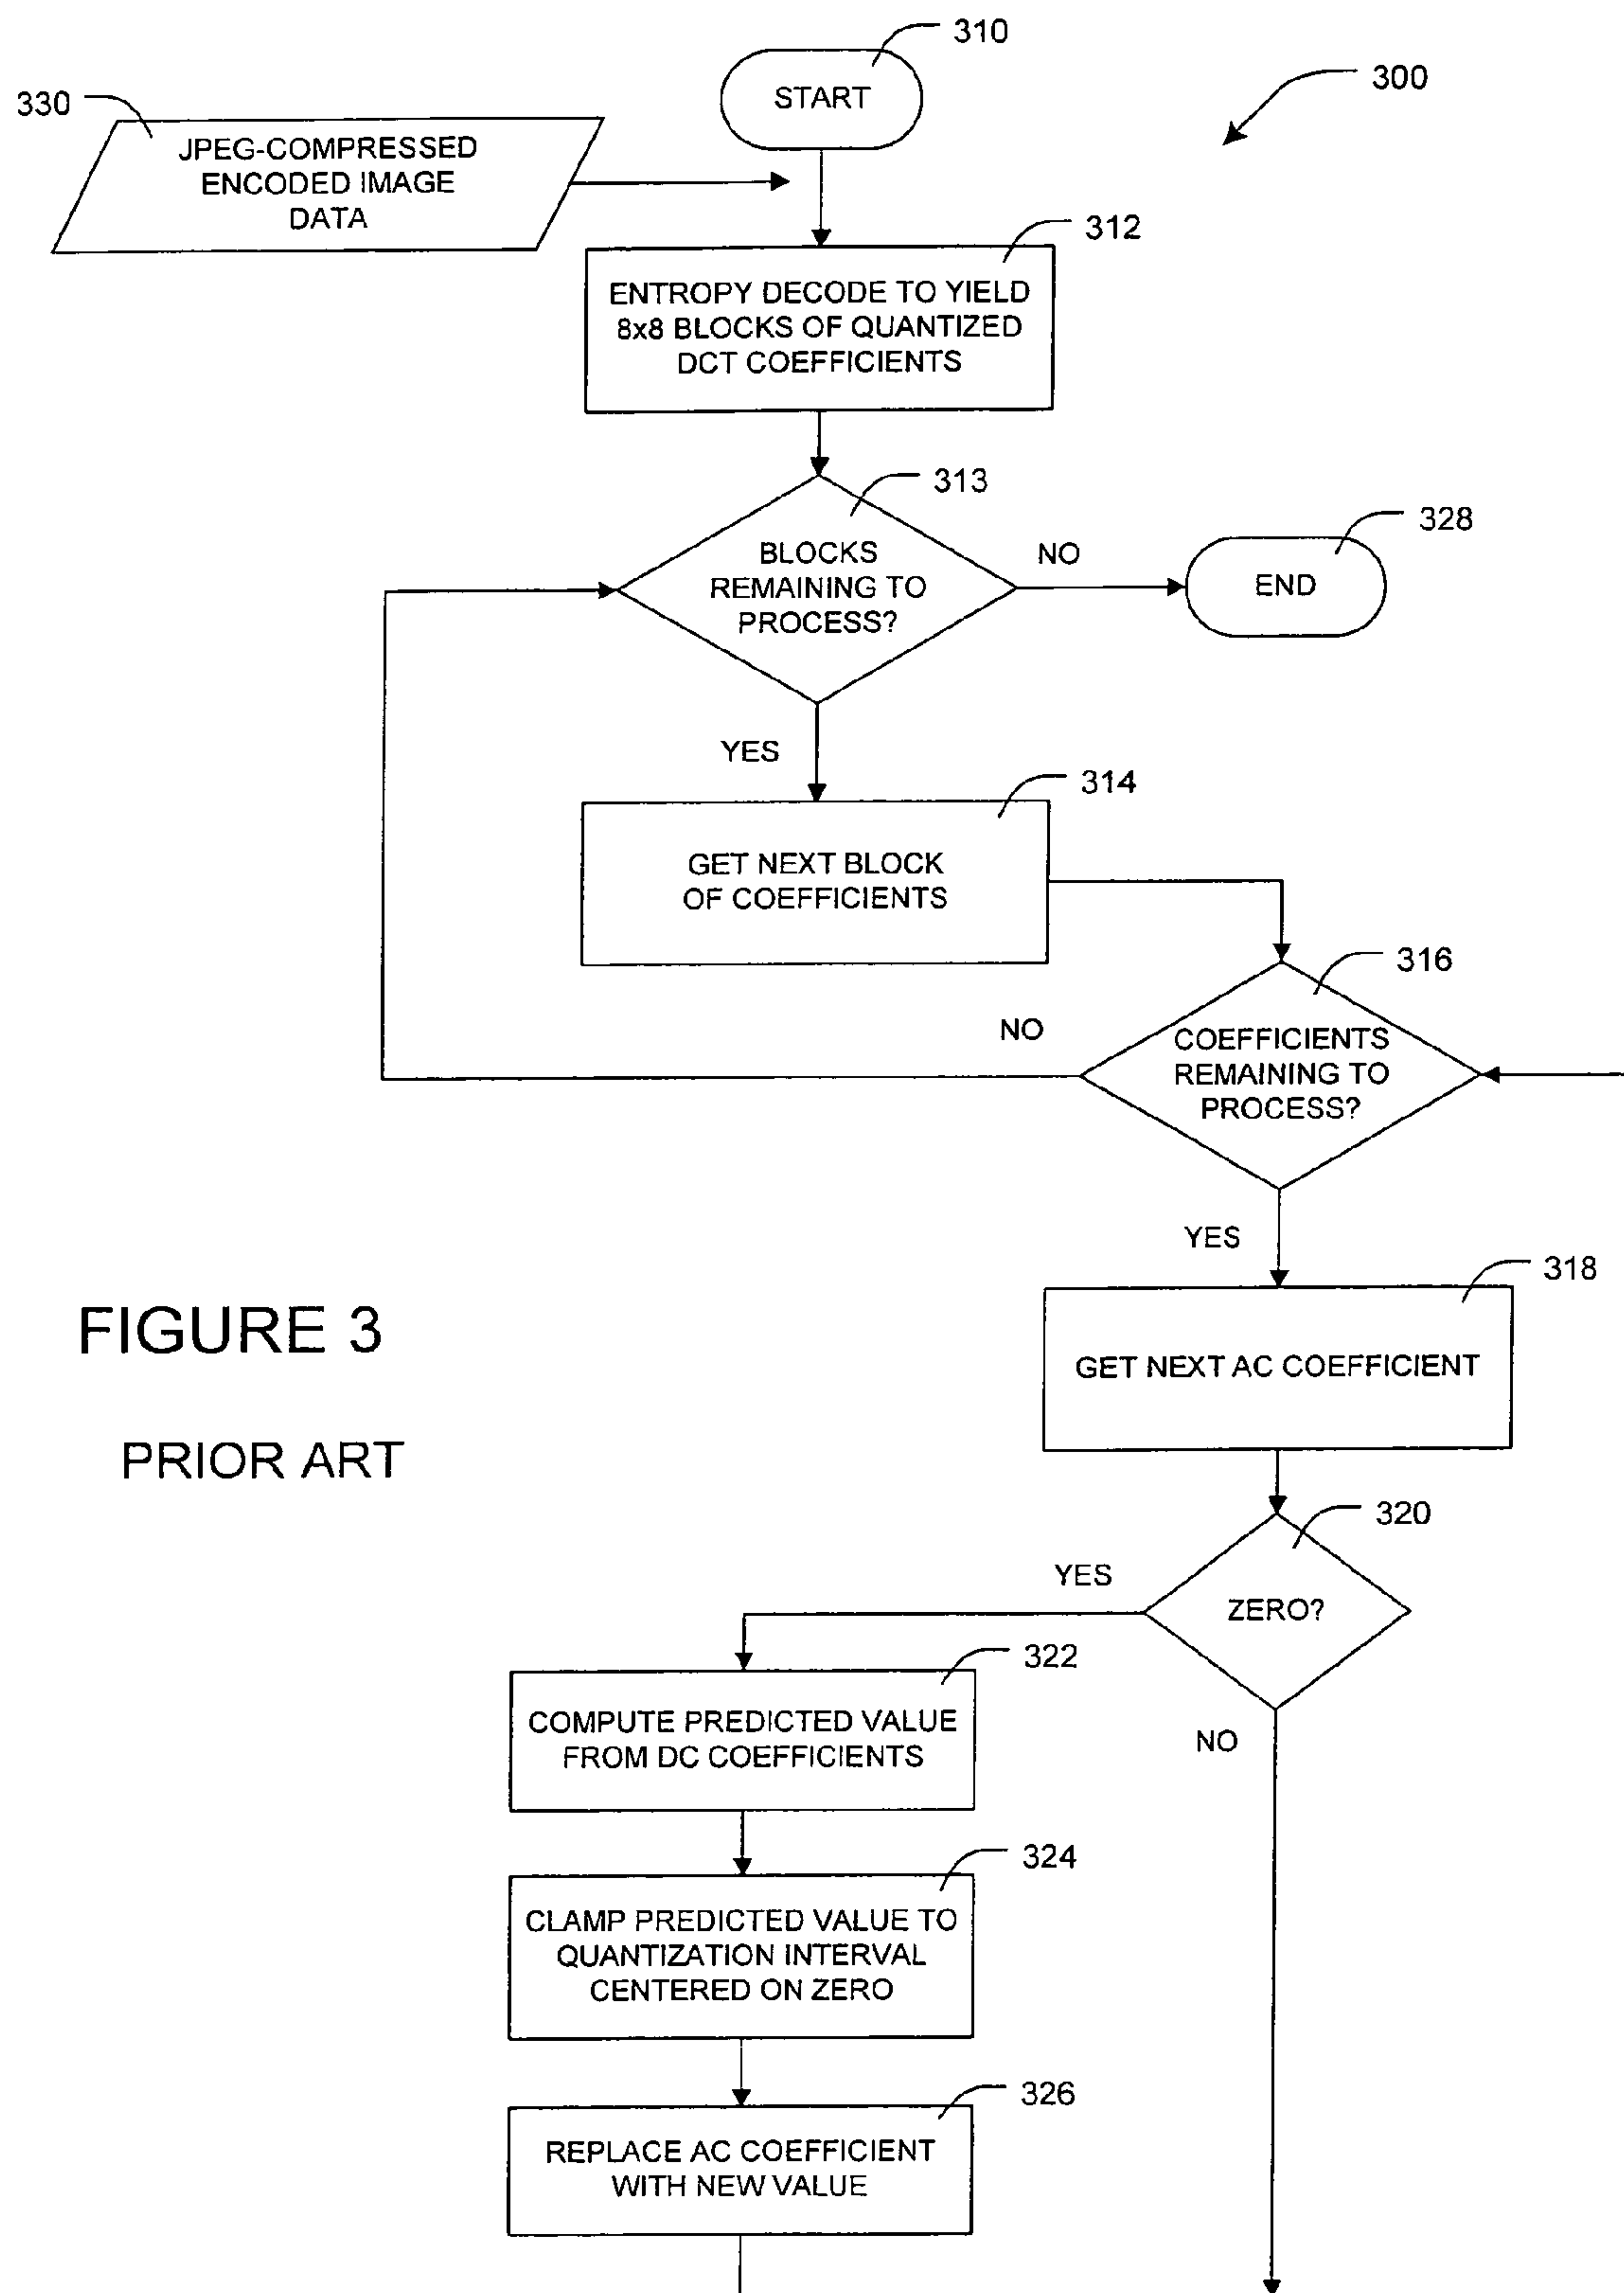 310
START
300
330
JPEG-COMPRESSED
ENCODED IMAGE
DATA
312
ENTROPY DECODE TO YIELD
8x8 BLOCKS OF QUANTIZED
DCT COEFFICIENTS
313
BLOCKS
REMAINING TO
PROCESS?
NO
328
END
YES
314
GET NEXT BLOCK
OF COEFFICIENTS
316
NO
COEFFICIENTS
REMAINING TO
PROCESS?
YES
318
GET NEXT AC COEFFICIENT
FIGURE 3
PRIOR ART
320
YES
ZERO?
322
COMPUTE PREDICTED VALUE
FROM DC COEFFICIENTS
NO
324
CLAMP PREDICTED VALUE TO
QUANTIZATION INTERVAL
CENTERED ON ZERO
326
REPLACE AC COEFFICIENT
WITH NEW VALUE